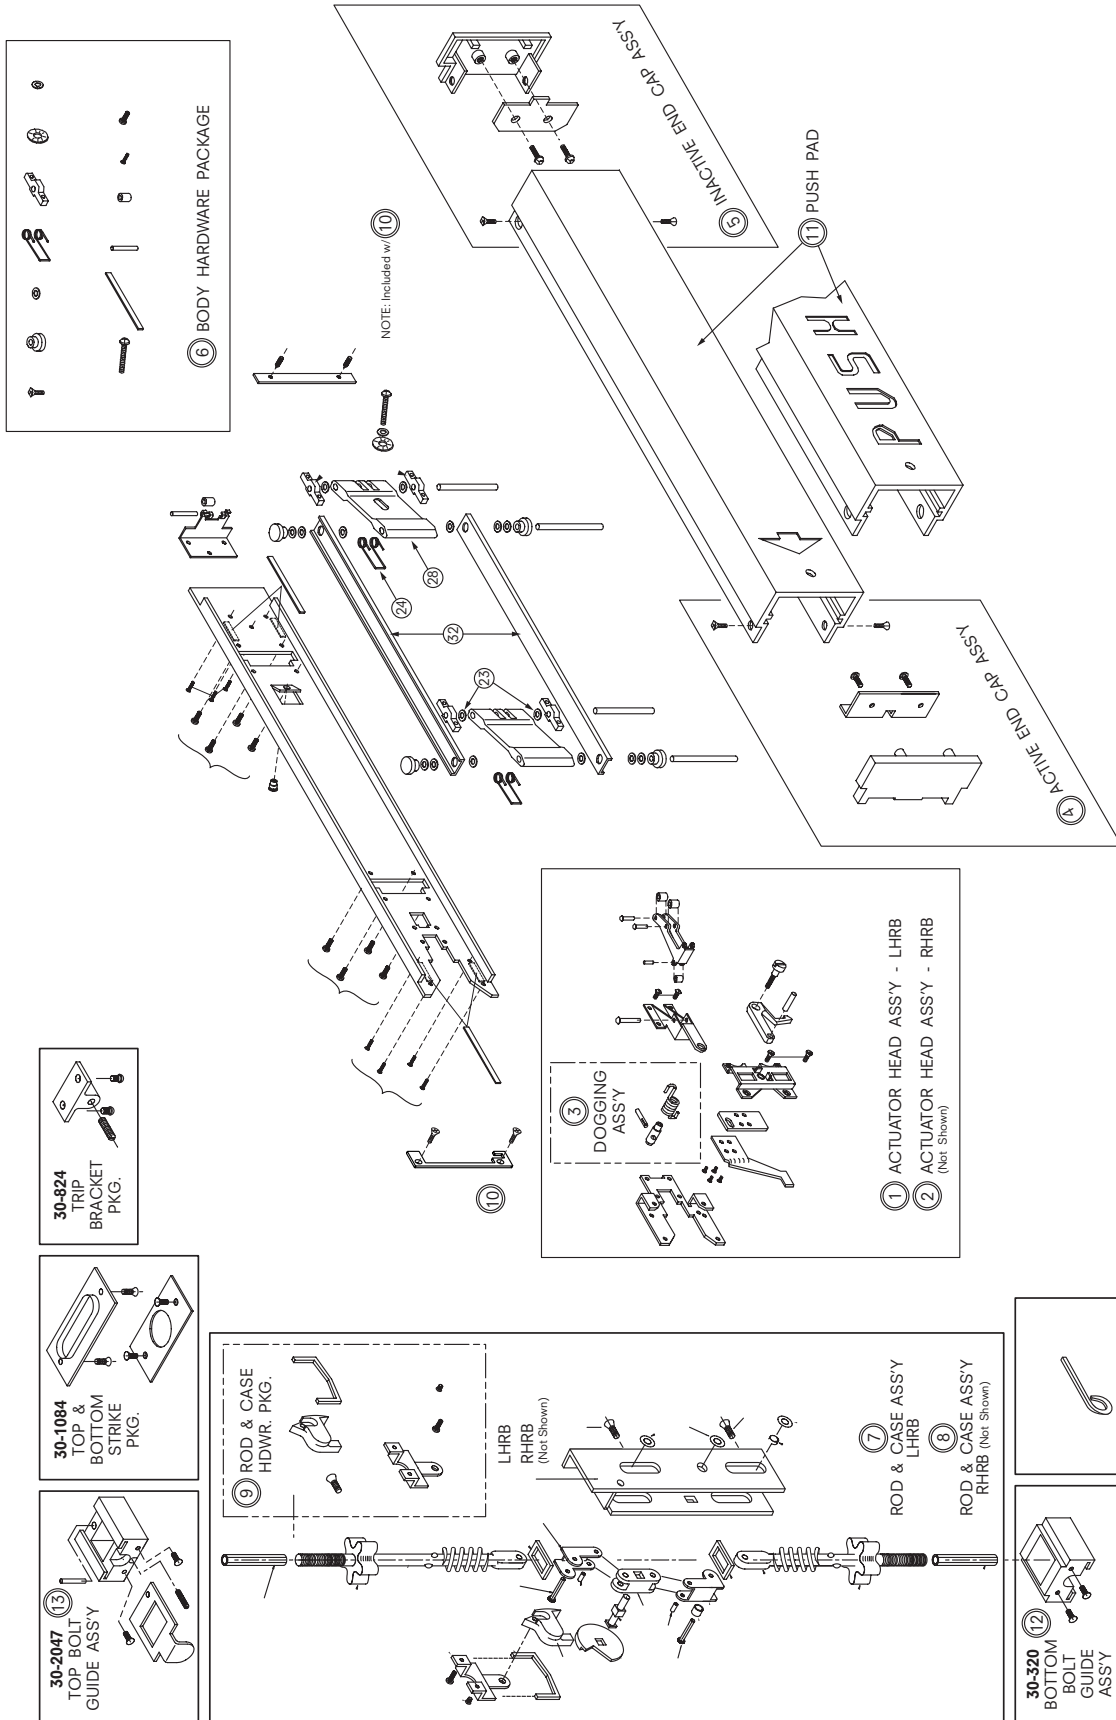 30-2047
13
TOP BOLT
GUIDE ASS'Y
30-1084
TOP &
BOTTOM
STRIKE
PKG.
30-824
TRIP
BRACKET
PKG.
6 BODY HARDWARE PACKAGE
NOTE: Included w/ 10
24
28
32
23
10
5 INACTIVE END CAP ASS'Y
11 PUSH PAD
PUSH
4 ACTIVE END CAP ASS'Y
3
DOGGING
ASS'Y
1 ACTUATOR HEAD ASS'Y - LHRB
2 ACTUATOR HEAD ASS'Y - RHRB
(Not Shown)
9 ROD & CASE
HDWR. PKG.
LHRB
RHRB
(Not Shown)
7
ROD & CASE ASS'Y
LHRB
8
ROD & CASE ASS'Y
RHRB (Not Shown)
30-320
12
BOTTOM
BOLT
GUIDE
ASS'Y